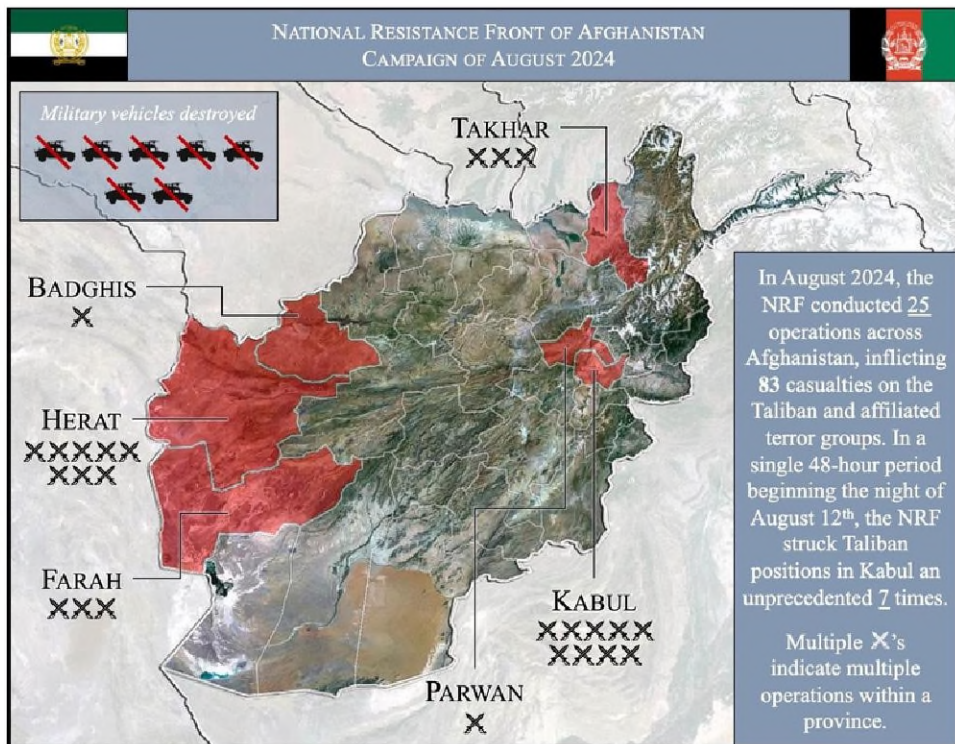 NATIONAL RESISTANCE FRONT OF AFGHANISTAN
CAMPAIGN OF AUGUST 2024
Military vehicles destroyed
TAKHAR
BADGHIS
HERAT
FARAH
KABUL
PARWAN
In August 2024, the
NRF conducted 25
operations across
Afghanistan, inflicting
83 casualties on the
Taliban and affiliated
terror groups. In a
single 48-hour period
beginning the night of
August 12th, the NRF
struck Taliban
positions in Kabul an
unprecedented 7 times.
Multiple ⚔'s
indicate multiple
operations within a
province.